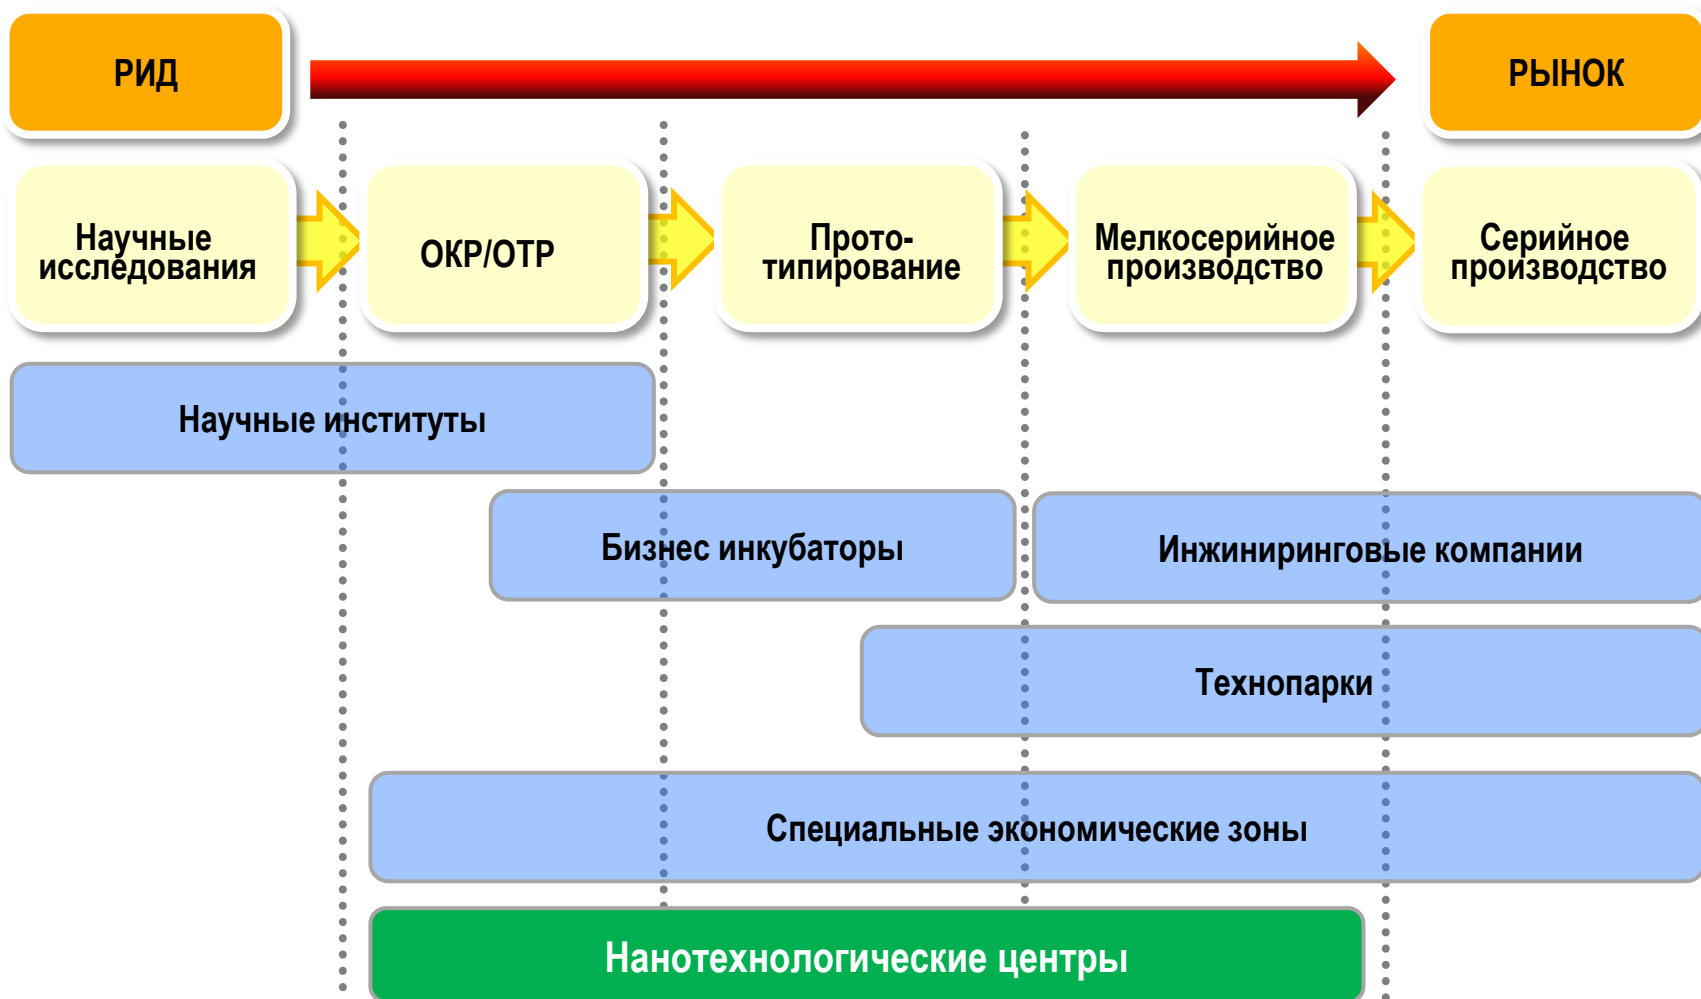 РИД
РЫНОК
Научные
исследования
ОКР/ОТР
Прото-
типирование
Мелкосерийное
производство
Серийное
производство
Научные институты
Бизнес инкубаторы
Инжиниринговые компании
Технопарки
Специальные экономические зоны
Нанотехнологические центры